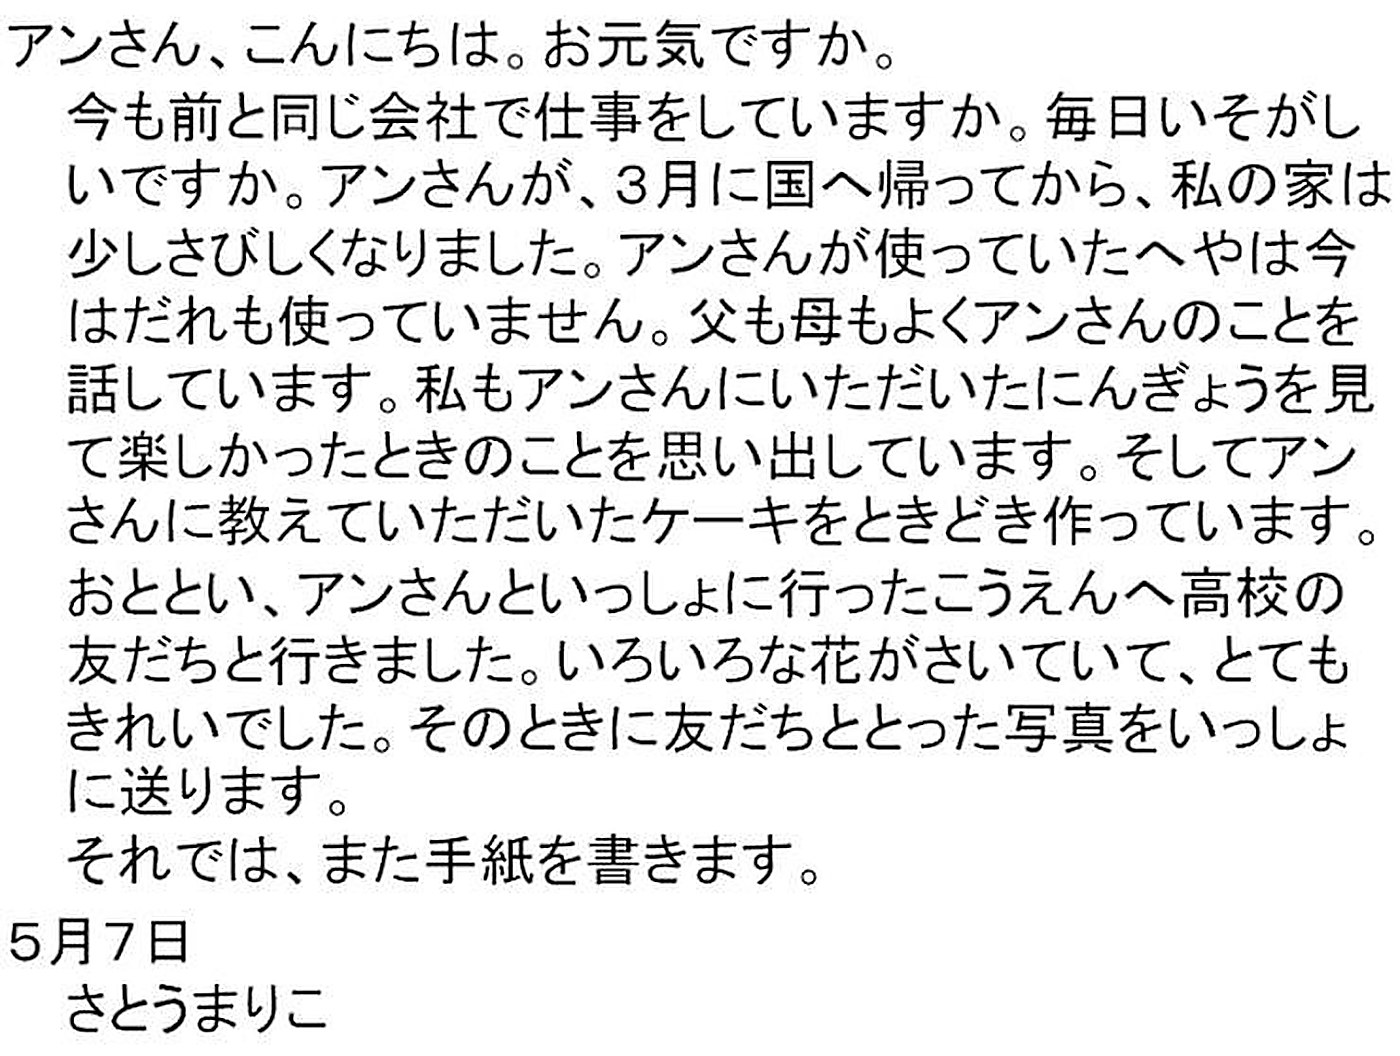 アンさん、こんにちは。お元気ですか。
今も前と同じ会社で仕事をしていますか。毎日いそがし
いですか。アンさんが、３月に国へ帰ってから、私の家は
少しさびしくなりました。アンさんが使っていたへやは今
はだれも使っていません。父も母もよくアンさんのことを
話しています。私もアンさんにいただいたにんぎょうを見
て楽しかったときのことを思い出しています。そしてアン
さんに教えていただいたケーキをときどき作っています。
おととい、アンさんといっしょに行ったこうえんへ高校の
友だちと行きました。いろいろな花がさいていて、とても
きれいでした。そのときに友だちととった写真をいっしょ
に送ります。
それでは、また手紙を書きます。
５月７日
さとうまりこ